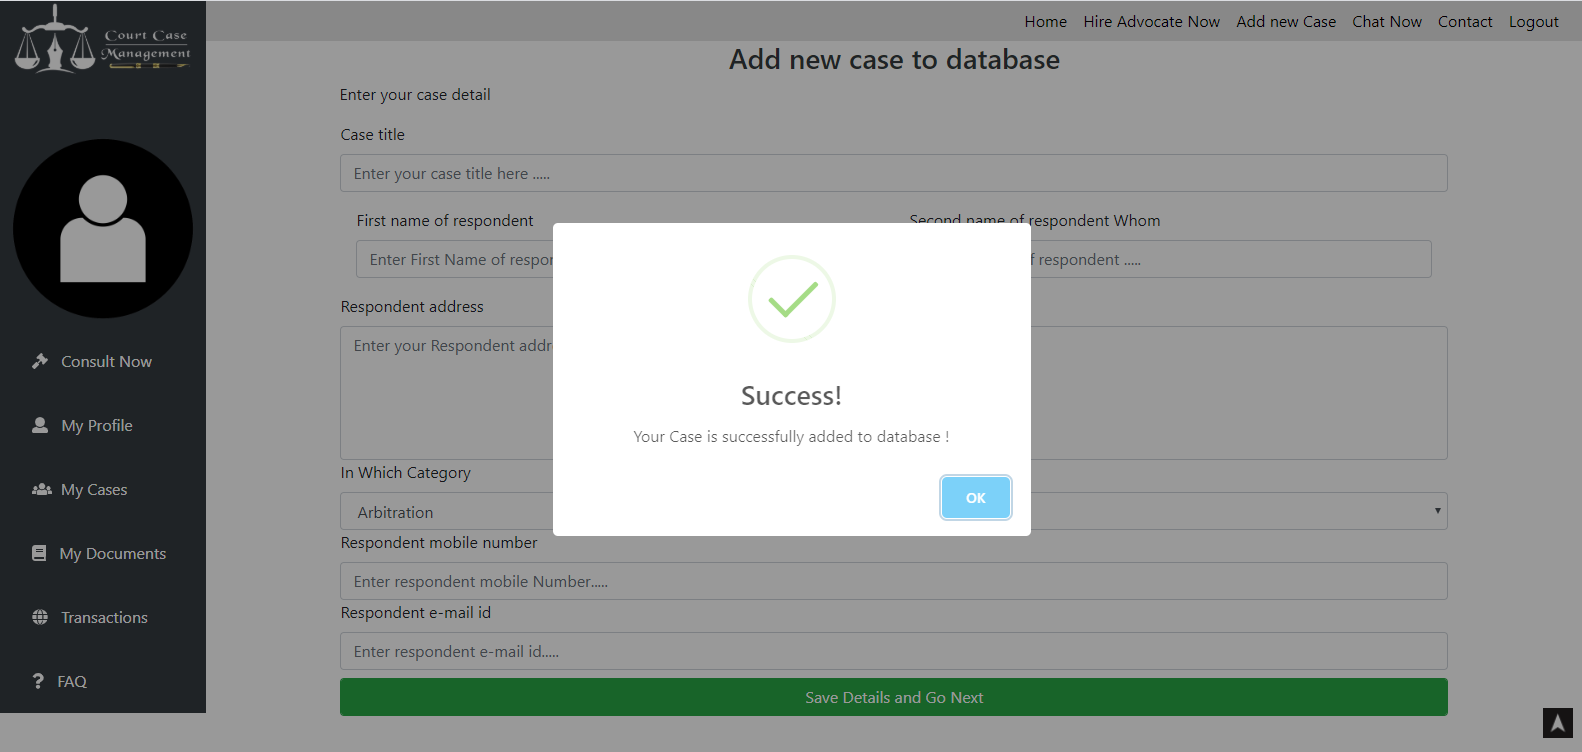 Court Case
Management
Home Hire Advocate Now Add new Case Chat Now Contact Logout
Add new case to database
Enter your case detail
Case title
Enter your case title here .....
First name of respondent
Second name of respondent Whom
Enter First Name of respon
f respondent .....
Respondent address
Enter your Respondent addr
Success!
Your Case is successfully added to database !
OK
In Which Category
Arbitration
Respondent mobile number
Enter respondent mobile Number.....
Respondent e-mail id
Enter respondent e-mail id.....
Save Details and Go Next
Consult Now
My Profile
My Cases
My Documents
Transactions
? FAQ